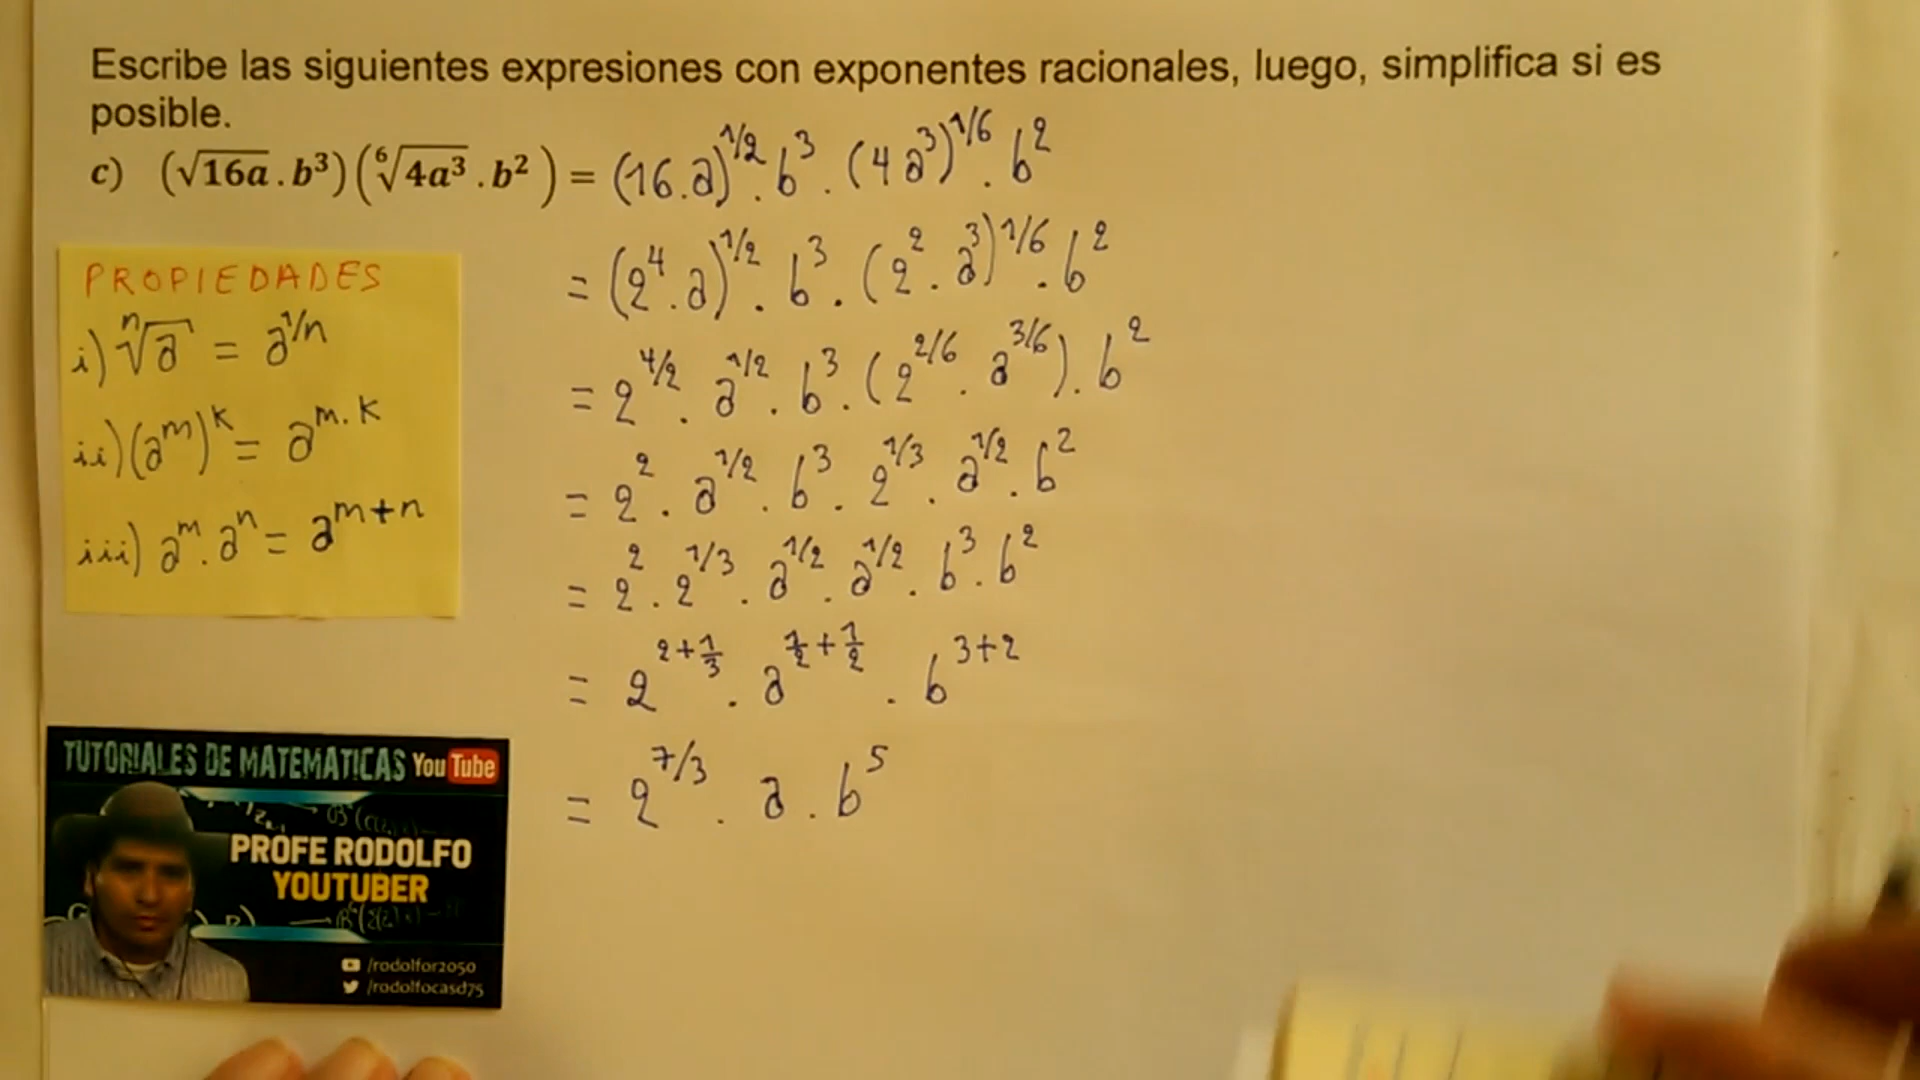 Escribe las siguientes expresiones con exponentes racionales, luego, simplifica si es
posible.
c) (√16a . b³)(⁶√4a³ . b²) = (16.a)^1/2 . b³ . (4a³)^1/6 . b²
= (2⁴ . a)^1/2 . b³ . (2² . a³)^1/6 . b²
= 2^4/2 . a^1/2 . b³ . (2^2/6 . a^3/6) . b²
= 2² . a^1/2 . b³ . 2^1/3 . a^1/2 . b²
= 2² . 2^1/3 . a^1/2 . a^1/2 . b³ . b²
= 2^(2+1/3) . a^(1/2+1/2) . b^(3+2)
= 2^7/3 . a . b⁵
PROPIEDADES
i) ⁿ√a = a^1/n
ii) (a^m)^k = a^m.k
iii) a^m . a^n = a^m+n
TUTORIALES DE MATEMATICAS YouTube
PROFE RODOLFO
YOUTUBER
/rodolfor2050
/rodolfocasd75